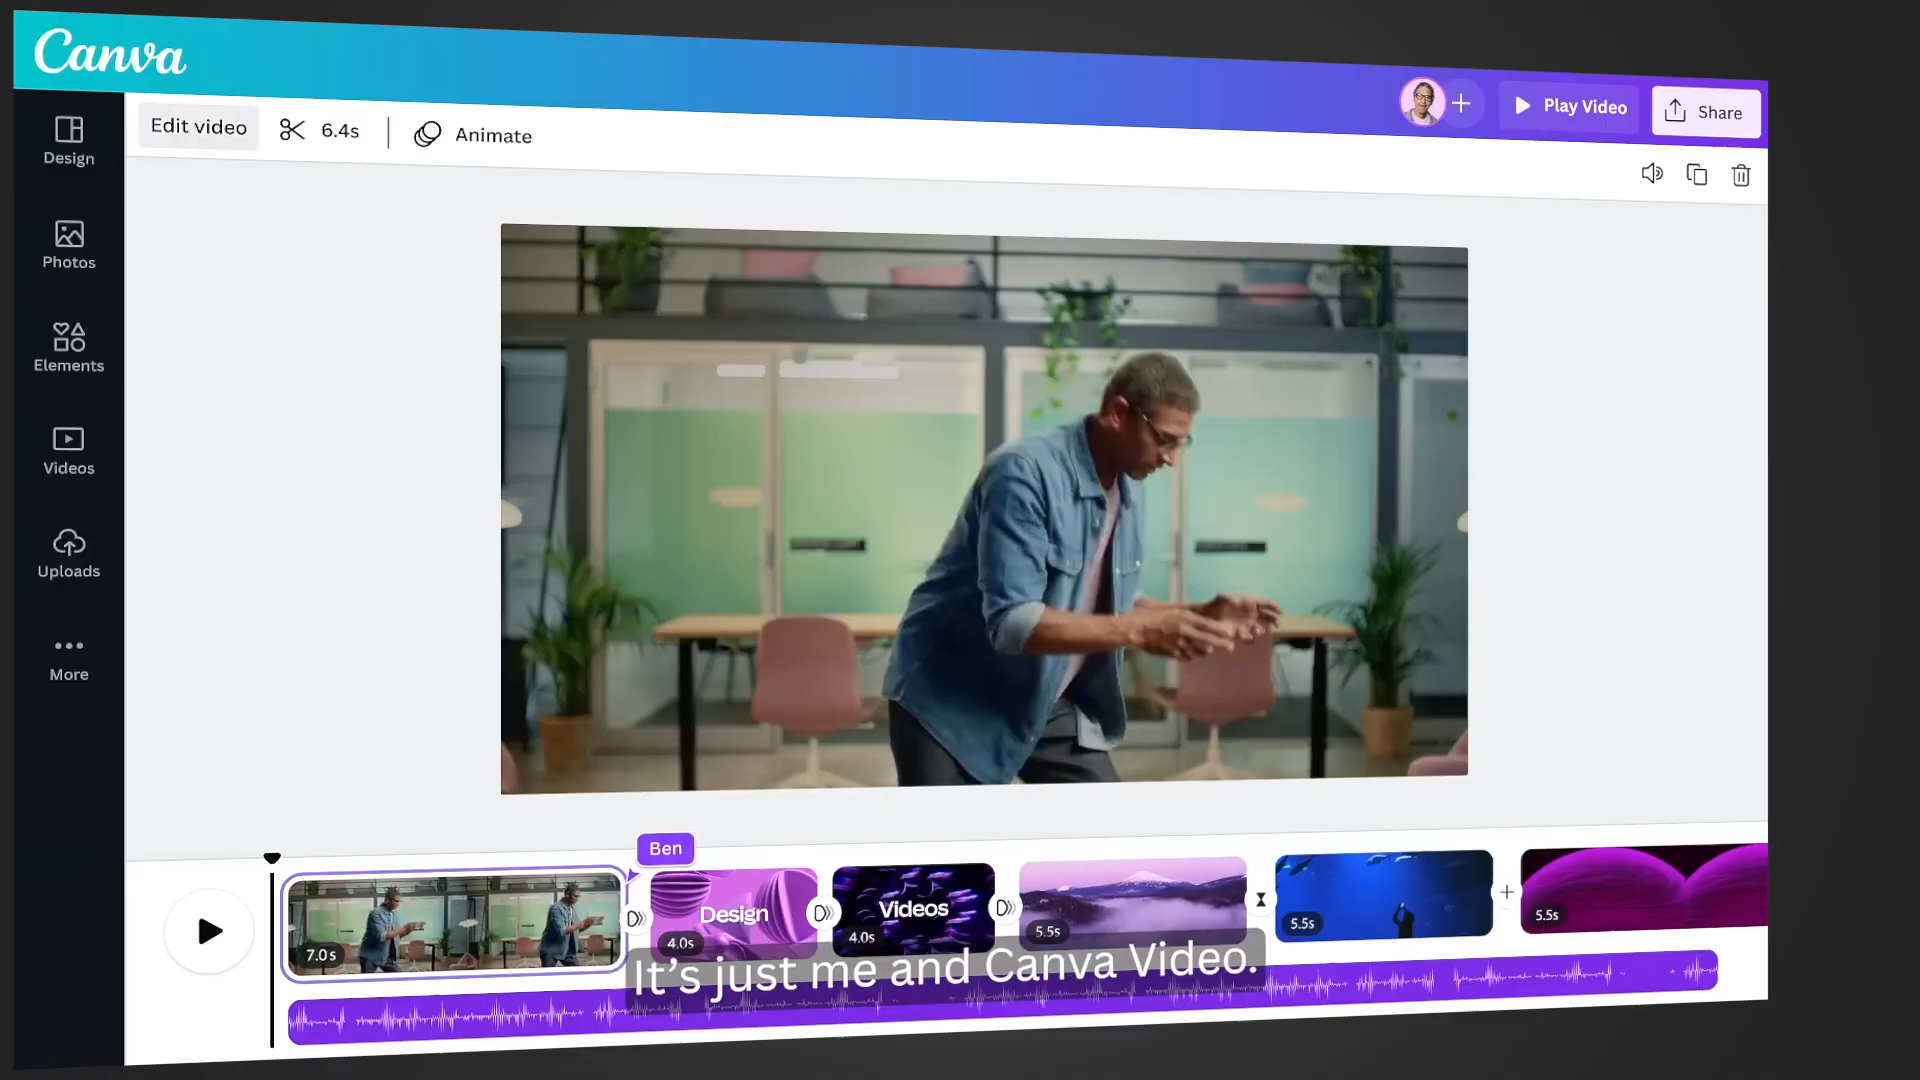 Canva
Play Video
Share
Edit video
6.4s
Animate
Design
Photos
Elements
Videos
Uploads
More
Ben
7.0s
Design
4.0s
Videos
4.0s
5.5s
5.5s
5.5s
It's just me and Canva Video.